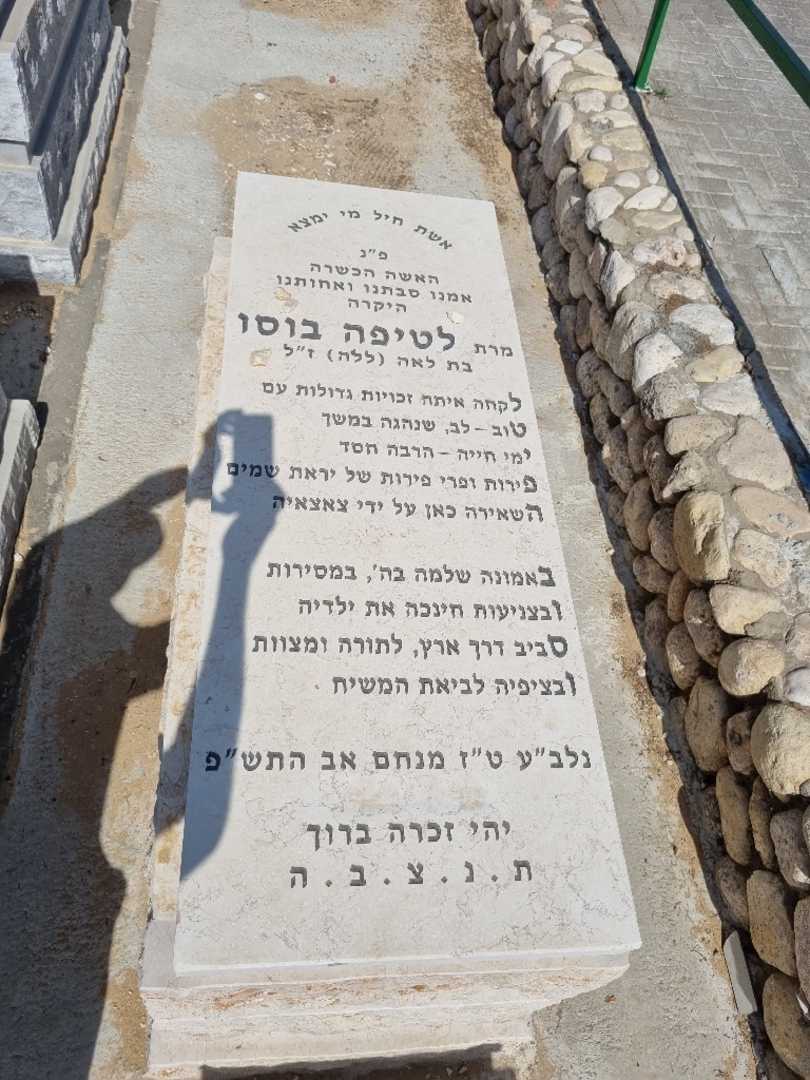 אשת חיל מי ימצא
פ"נ
האשה הכשרה
אמנו סבתנו ואחותנו
היקרה
מרת לטיפה בוסו
בת לאה (ללה) ז"ל
לקחה איתה זכויות גדולות עם
טוב-לב, שנהגה במשך
ימי חייה - הרבה חסד
פירות ופרי פירות של יראת שמים
השאירה כאן על ידי צאצאיה
באמונה שלמה בה', במסירות
ובצניעות חינכה את ילדיה
סביב דרך ארץ, לתורה ומצוות
ובציפיה לביאת המשיח
נלב"ע ט"ז מנחם אב התש"פ
יהי זכרה ברוך
ת . נ . צ . ב . ה